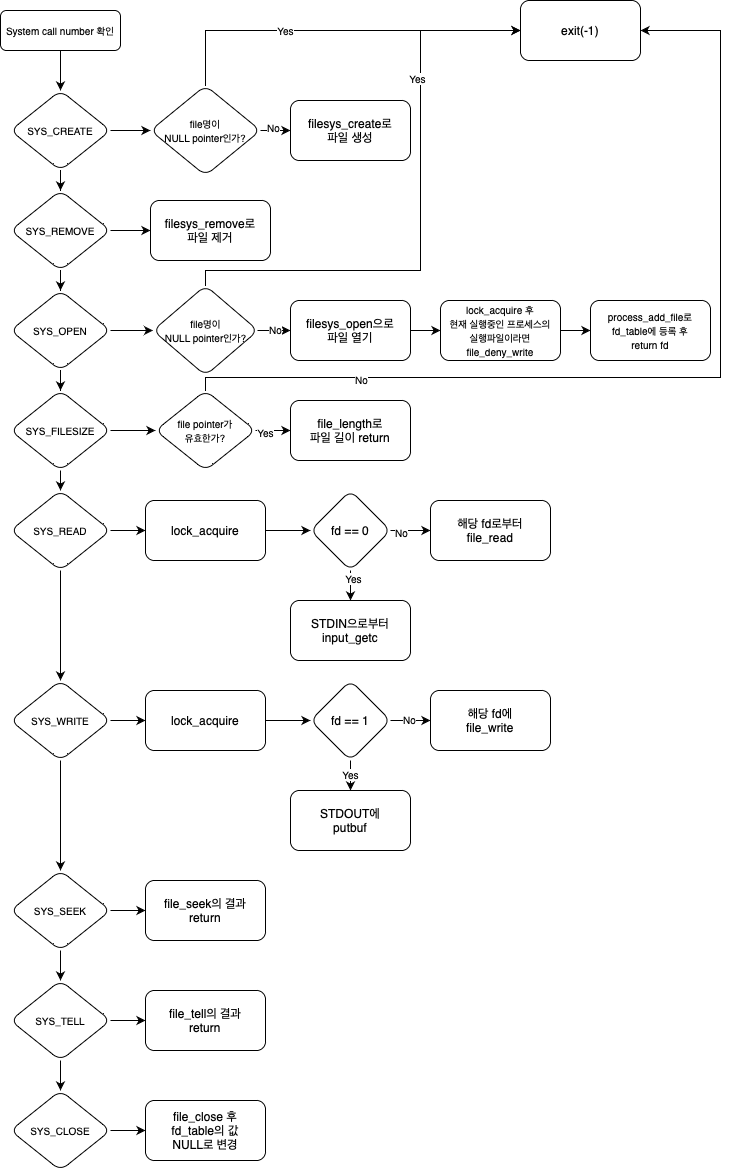 System call number 확인
Yes
exit(-1)
Yes
SYS_CREATE
file명이
NULL pointer인가?
No
filesys_create로
파일 생성
SYS_REMOVE
filesys_remove로
파일 제거
SYS_OPEN
file명이
NULL pointer인가?
No
filesys_open으로
파일 열기
lock_acquire 후
현재 실행중인 프로세스의
실행파일이라면
file_deny_write
process_add_file로
fd_table에 등록 후
return fd
No
SYS_FILESIZE
file pointer가
유효한가?
Yes
file_length로
파일 길이 return
SYS_READ
lock_acquire
fd == 0
No
해당 fd로부터
file_read
Yes
STDIN으로부터
input_getc
SYS_WRITE
lock_acquire
fd == 1
No
해당 fd에
file_write
Yes
STDOUT에
putbuf
SYS_SEEK
file_seek의 결과
return
SYS_TELL
file_tell의 결과
return
SYS_CLOSE
file_close 후
fd_table의 값
NULL로 변경